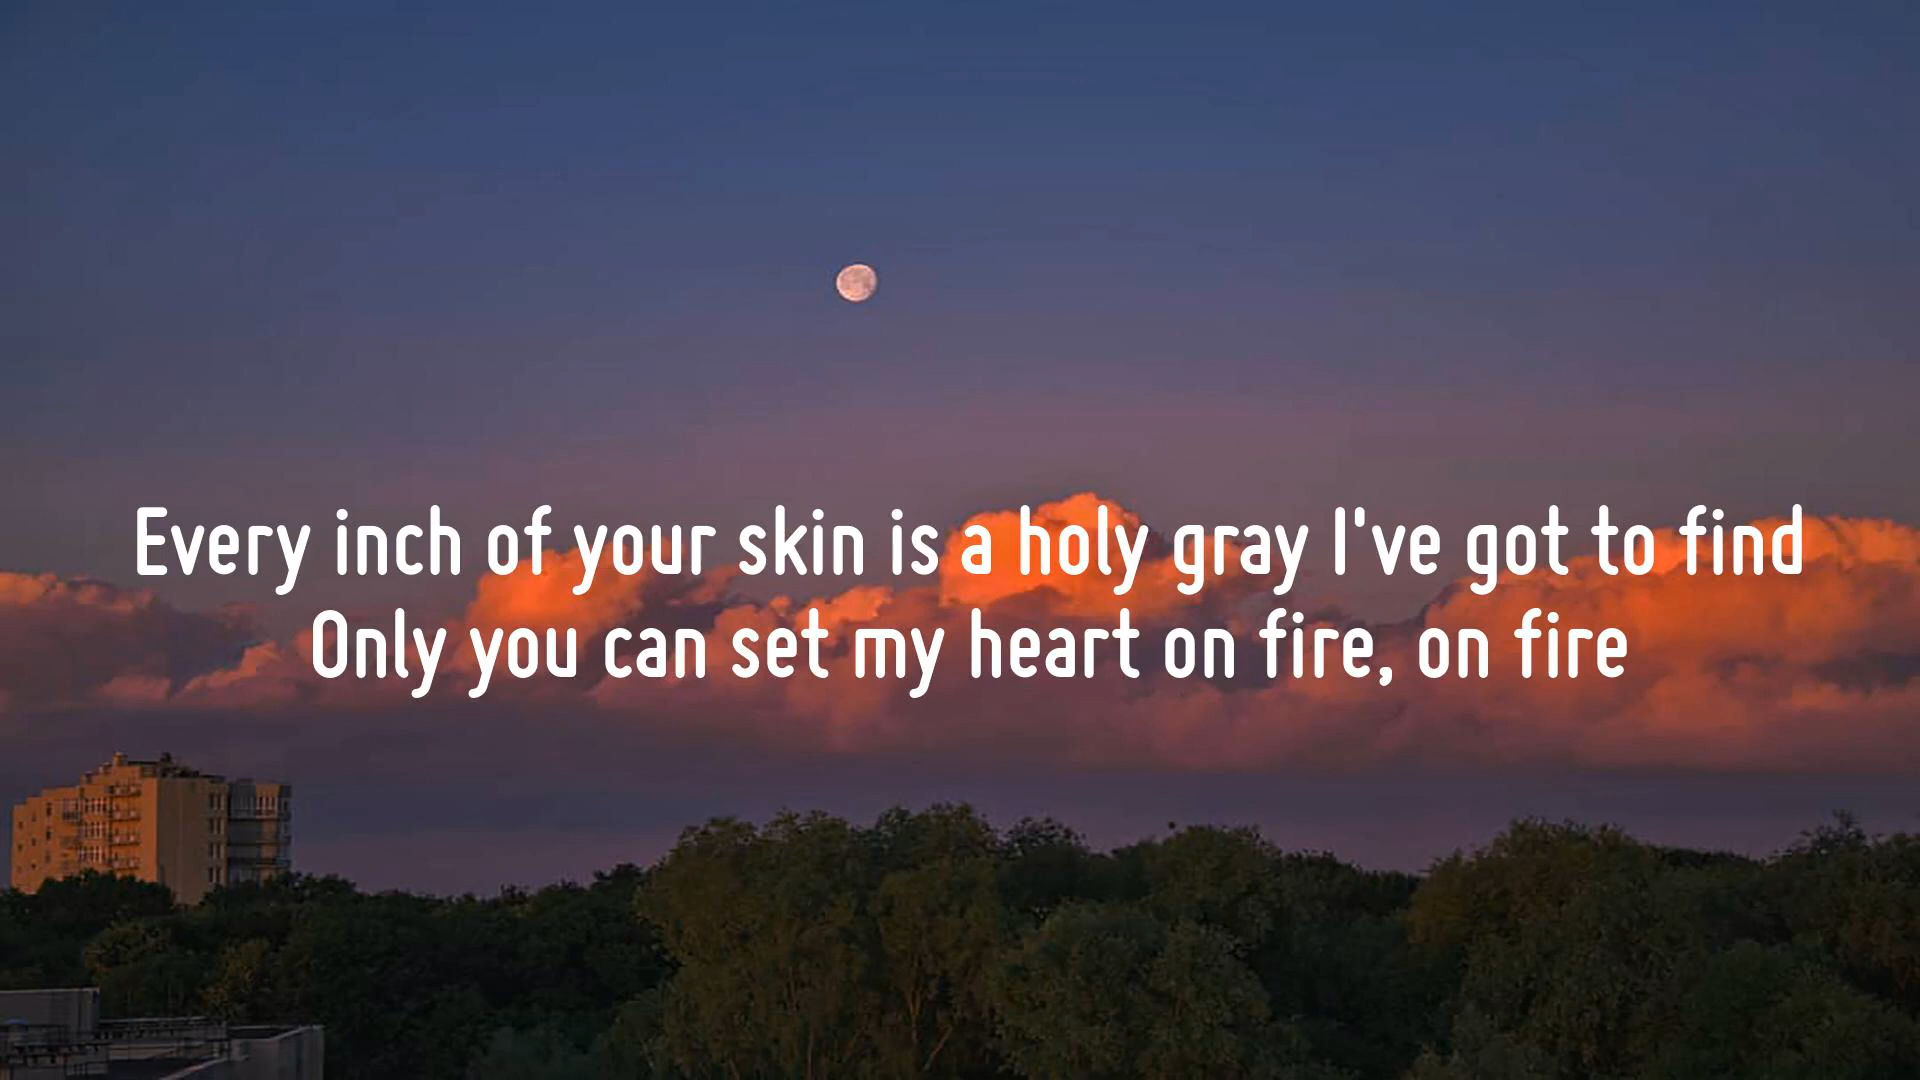 Every inch of your skin is a holy gray I've got to find
Only you can set my heart on fire, on fire